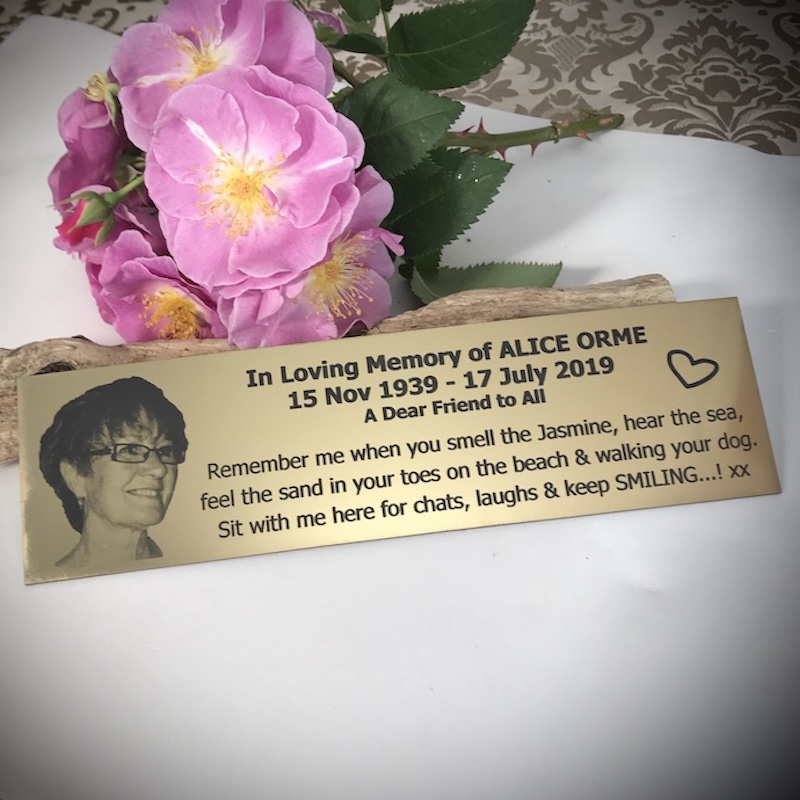 In Loving Memory of ALICE ORME
15 Nov 1939 - 17 July 2019
A Dear Friend to All
Remember me when you smell the Jasmine, hear the sea,
feel the sand in your toes on the beach & walking your dog.
Sit with me here for chats, laughs & keep SMILING...! xx